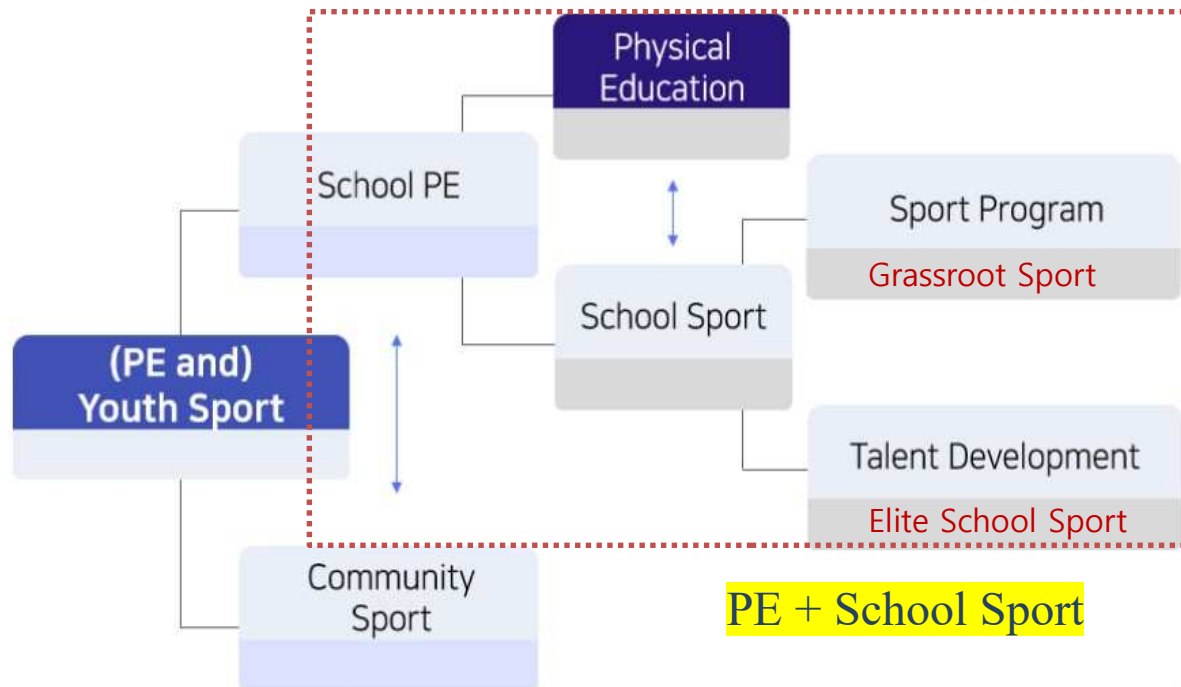 Physical
Education
School PE
Sport Program
Grassroot Sport
School Sport
(PE and)
Youth Sport
Talent Development
Elite School Sport
Community
Sport
PE + School Sport